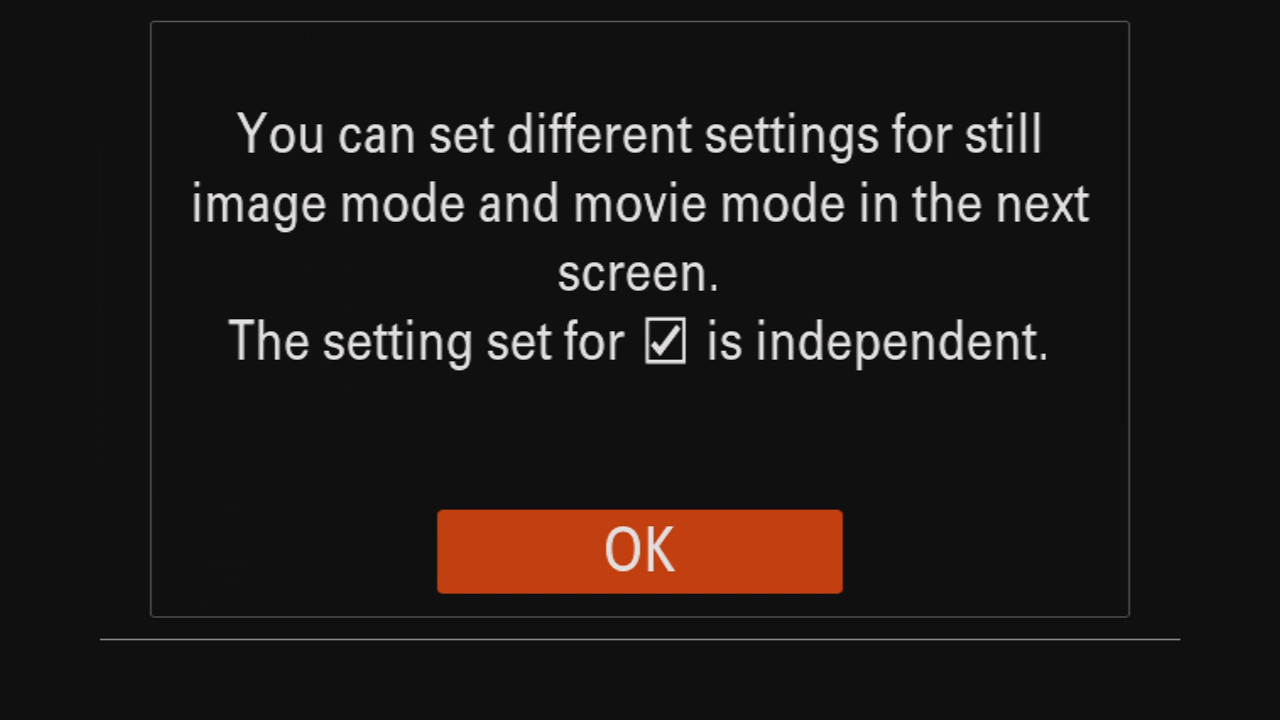 You can set different settings for still
image mode and movie mode in the next
screen.
The setting set for ☑ is independent.
OK